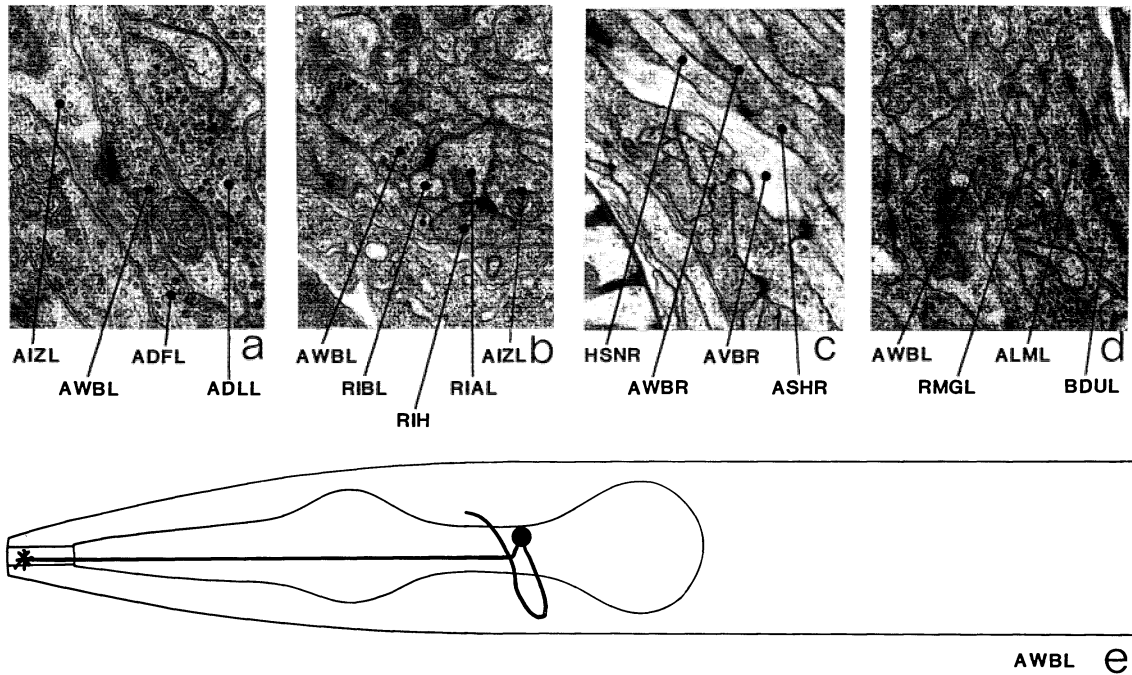 AIZL ADFL a
AWBL ADLL
AWBL AIZL b
RIBL RIAL
RIH
HSNR AVBR c
AWBR ASHR
AWBL ALML d
RMGL BDUL
AWBL e